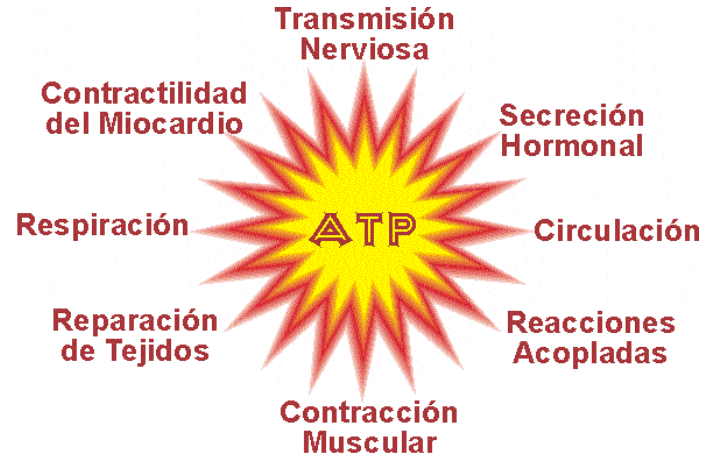 Transmisión
Nerviosa
Contractilidad
del Miocardio
Secreción
Hormonal
Respiración
ATP
Circulación
Reparación
de Tejidos
Reacciones
Acopladas
Contracción
Muscular